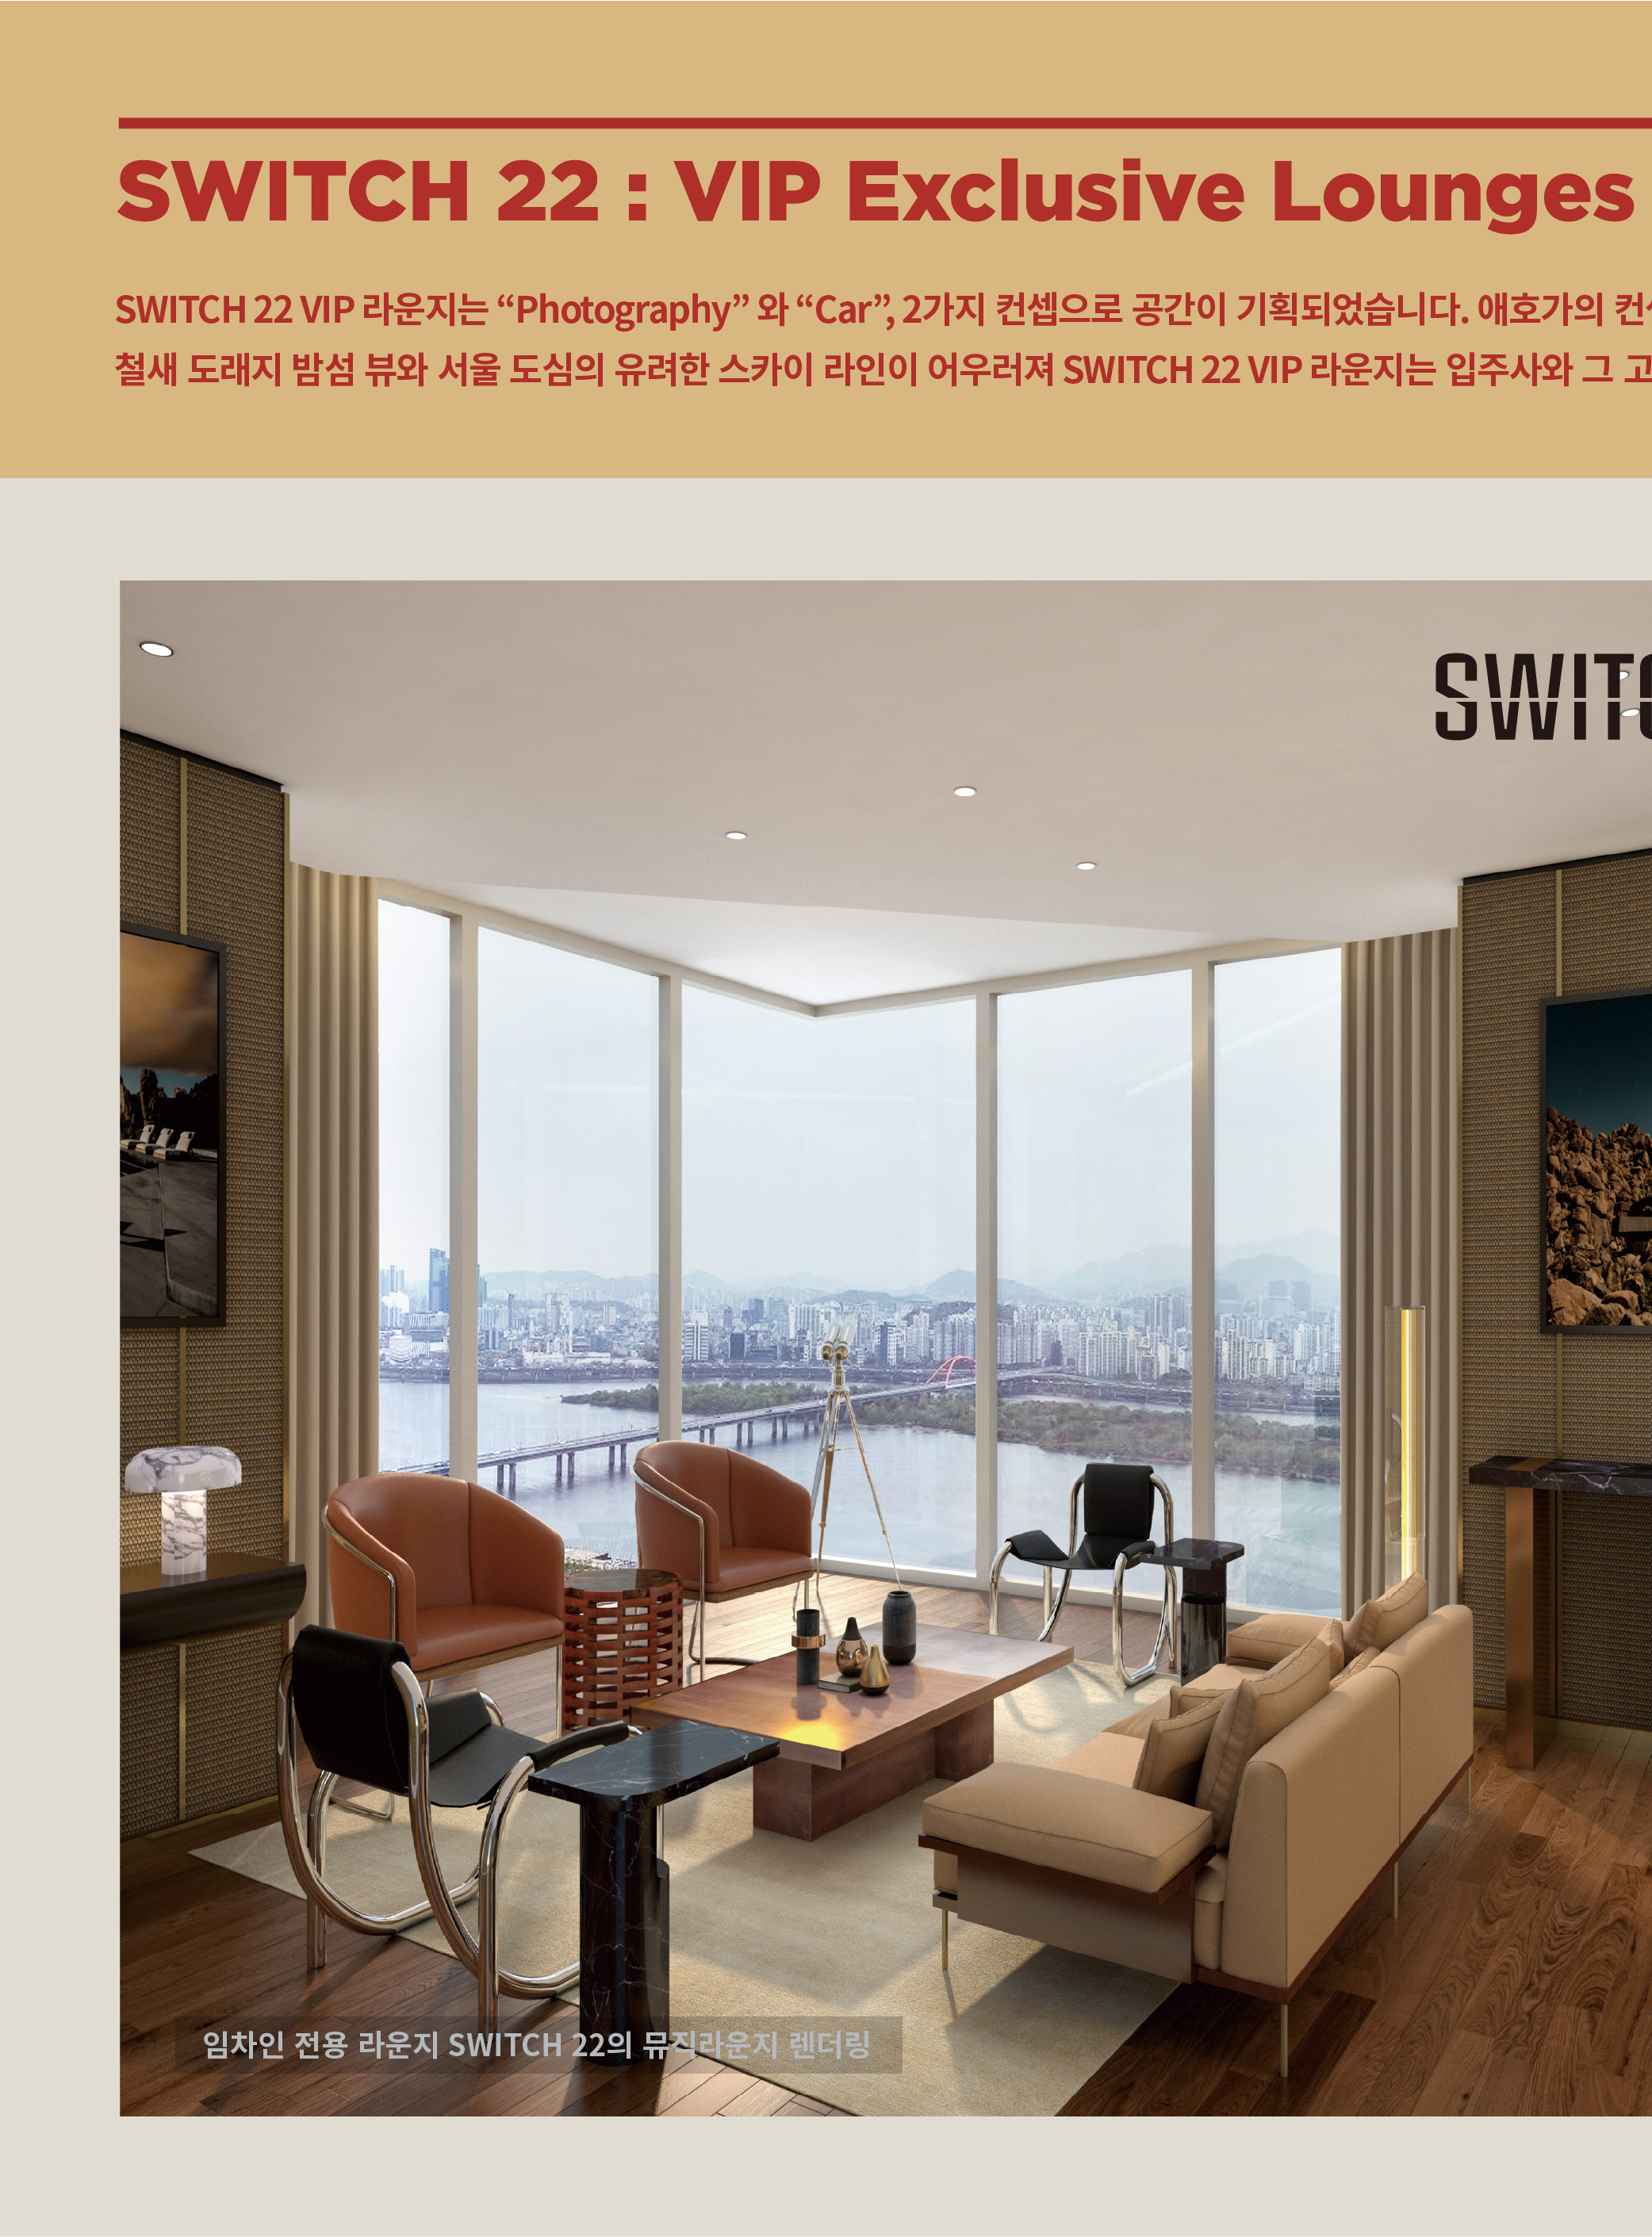 SWITCH 22 : VIP Exclusive Lounges
SWITCH 22 VIP 라운지는 “Photography” 와 “Car”, 2가지 컨셉으로 공간이 기획되었습니다. 애호가의
철새 도래지 밤섬 뷰와 서울 도심의 유려한 스카이 라인이 어우러져 SWITCH 22 VIP 라운지는 입주사와 그
SWITC
임차인 전용 라운지 SWITCH 22의 뮤직라운지 렌더링